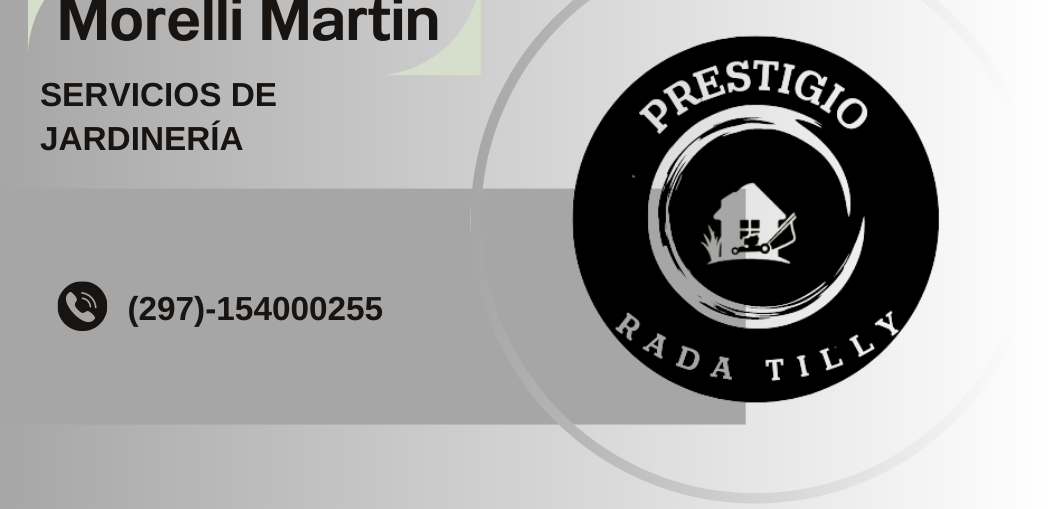 Morelli Martin
SERVICIOS DE
JARDINERÍA
(297)-154000255
PRESTIGIO
RADA TILLY